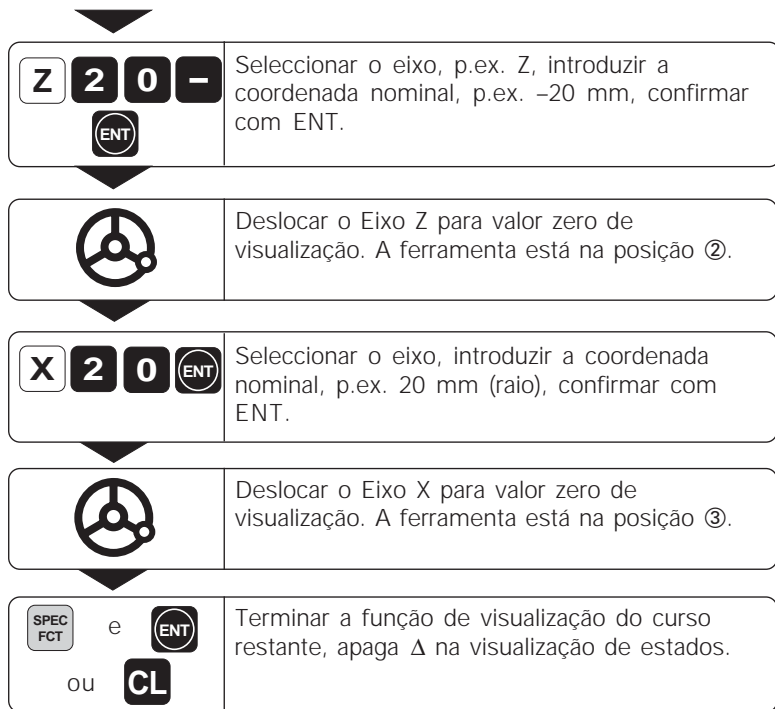 Z 2 0 –
ENT
Seleccionar o eixo, p.ex. Z, introduzir a
coordenada nominal, p.ex. –20 mm, confirmar
com ENT.
Deslocar o Eixo Z para valor zero de
visualização. A ferramenta está na posição ②.
X 2 0 ENT
Seleccionar o eixo, introduzir a coordenada
nominal, p.ex. 20 mm (raio), confirmar com
ENT.
Deslocar o Eixo X para valor zero de
visualização. A ferramenta está na posição ③.
SPEC
FCT e ENT
ou CL
Terminar a função de visualização do curso
restante, apaga Δ na visualização de estados.